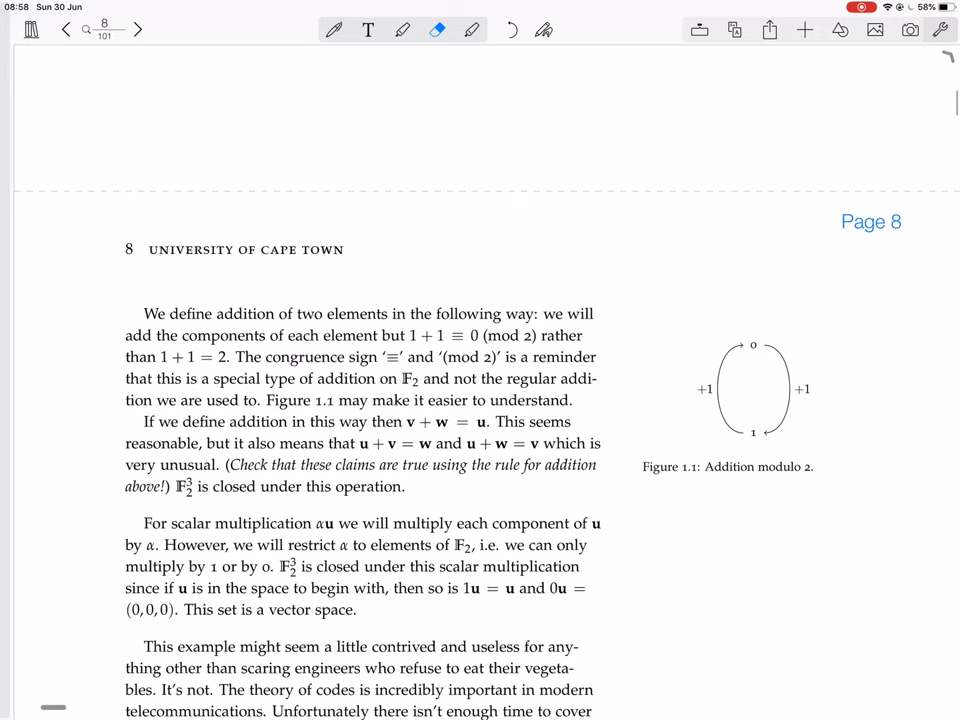 08:58 Sun 30 Jun
58%
8
101
T
Page 8
8 UNIVERSITY OF CAPE TOWN
We define addition of two elements in the following way: we will
add the components of each element but 1 + 1 ≡ 0 (mod 2) rather
than 1 + 1 = 2. The congruence sign ‘≡’ and ‘(mod 2)’ is a reminder
that this is a special type of addition on 𝔽₂ and not the regular addi-
tion we are used to. Figure 1.1 may make it easier to understand.
If we define addition in this way then v + w = u. This seems
reasonable, but it also means that u + v = w and u + w = v which is
very unusual. (Check that these claims are true using the rule for addition
above!) 𝔽₂³ is closed under this operation.
For scalar multiplication αu we will multiply each component of u
by α. However, we will restrict α to elements of 𝔽₂, i.e. we can only
multiply by 1 or by 0. 𝔽₂³ is closed under this scalar multiplication
since if u is in the space to begin with, then so is 1u = u and 0u =
(0, 0, 0). This set is a vector space.
This example might seem a little contrived and useless for any-
thing other than scaring engineers who refuse to eat their vegeta-
bles. It’s not. The theory of codes is incredibly important in modern
telecommunications. Unfortunately there isn’t enough time to cover
0
+1
+1
1
Figure 1.1: Addition modulo 2.